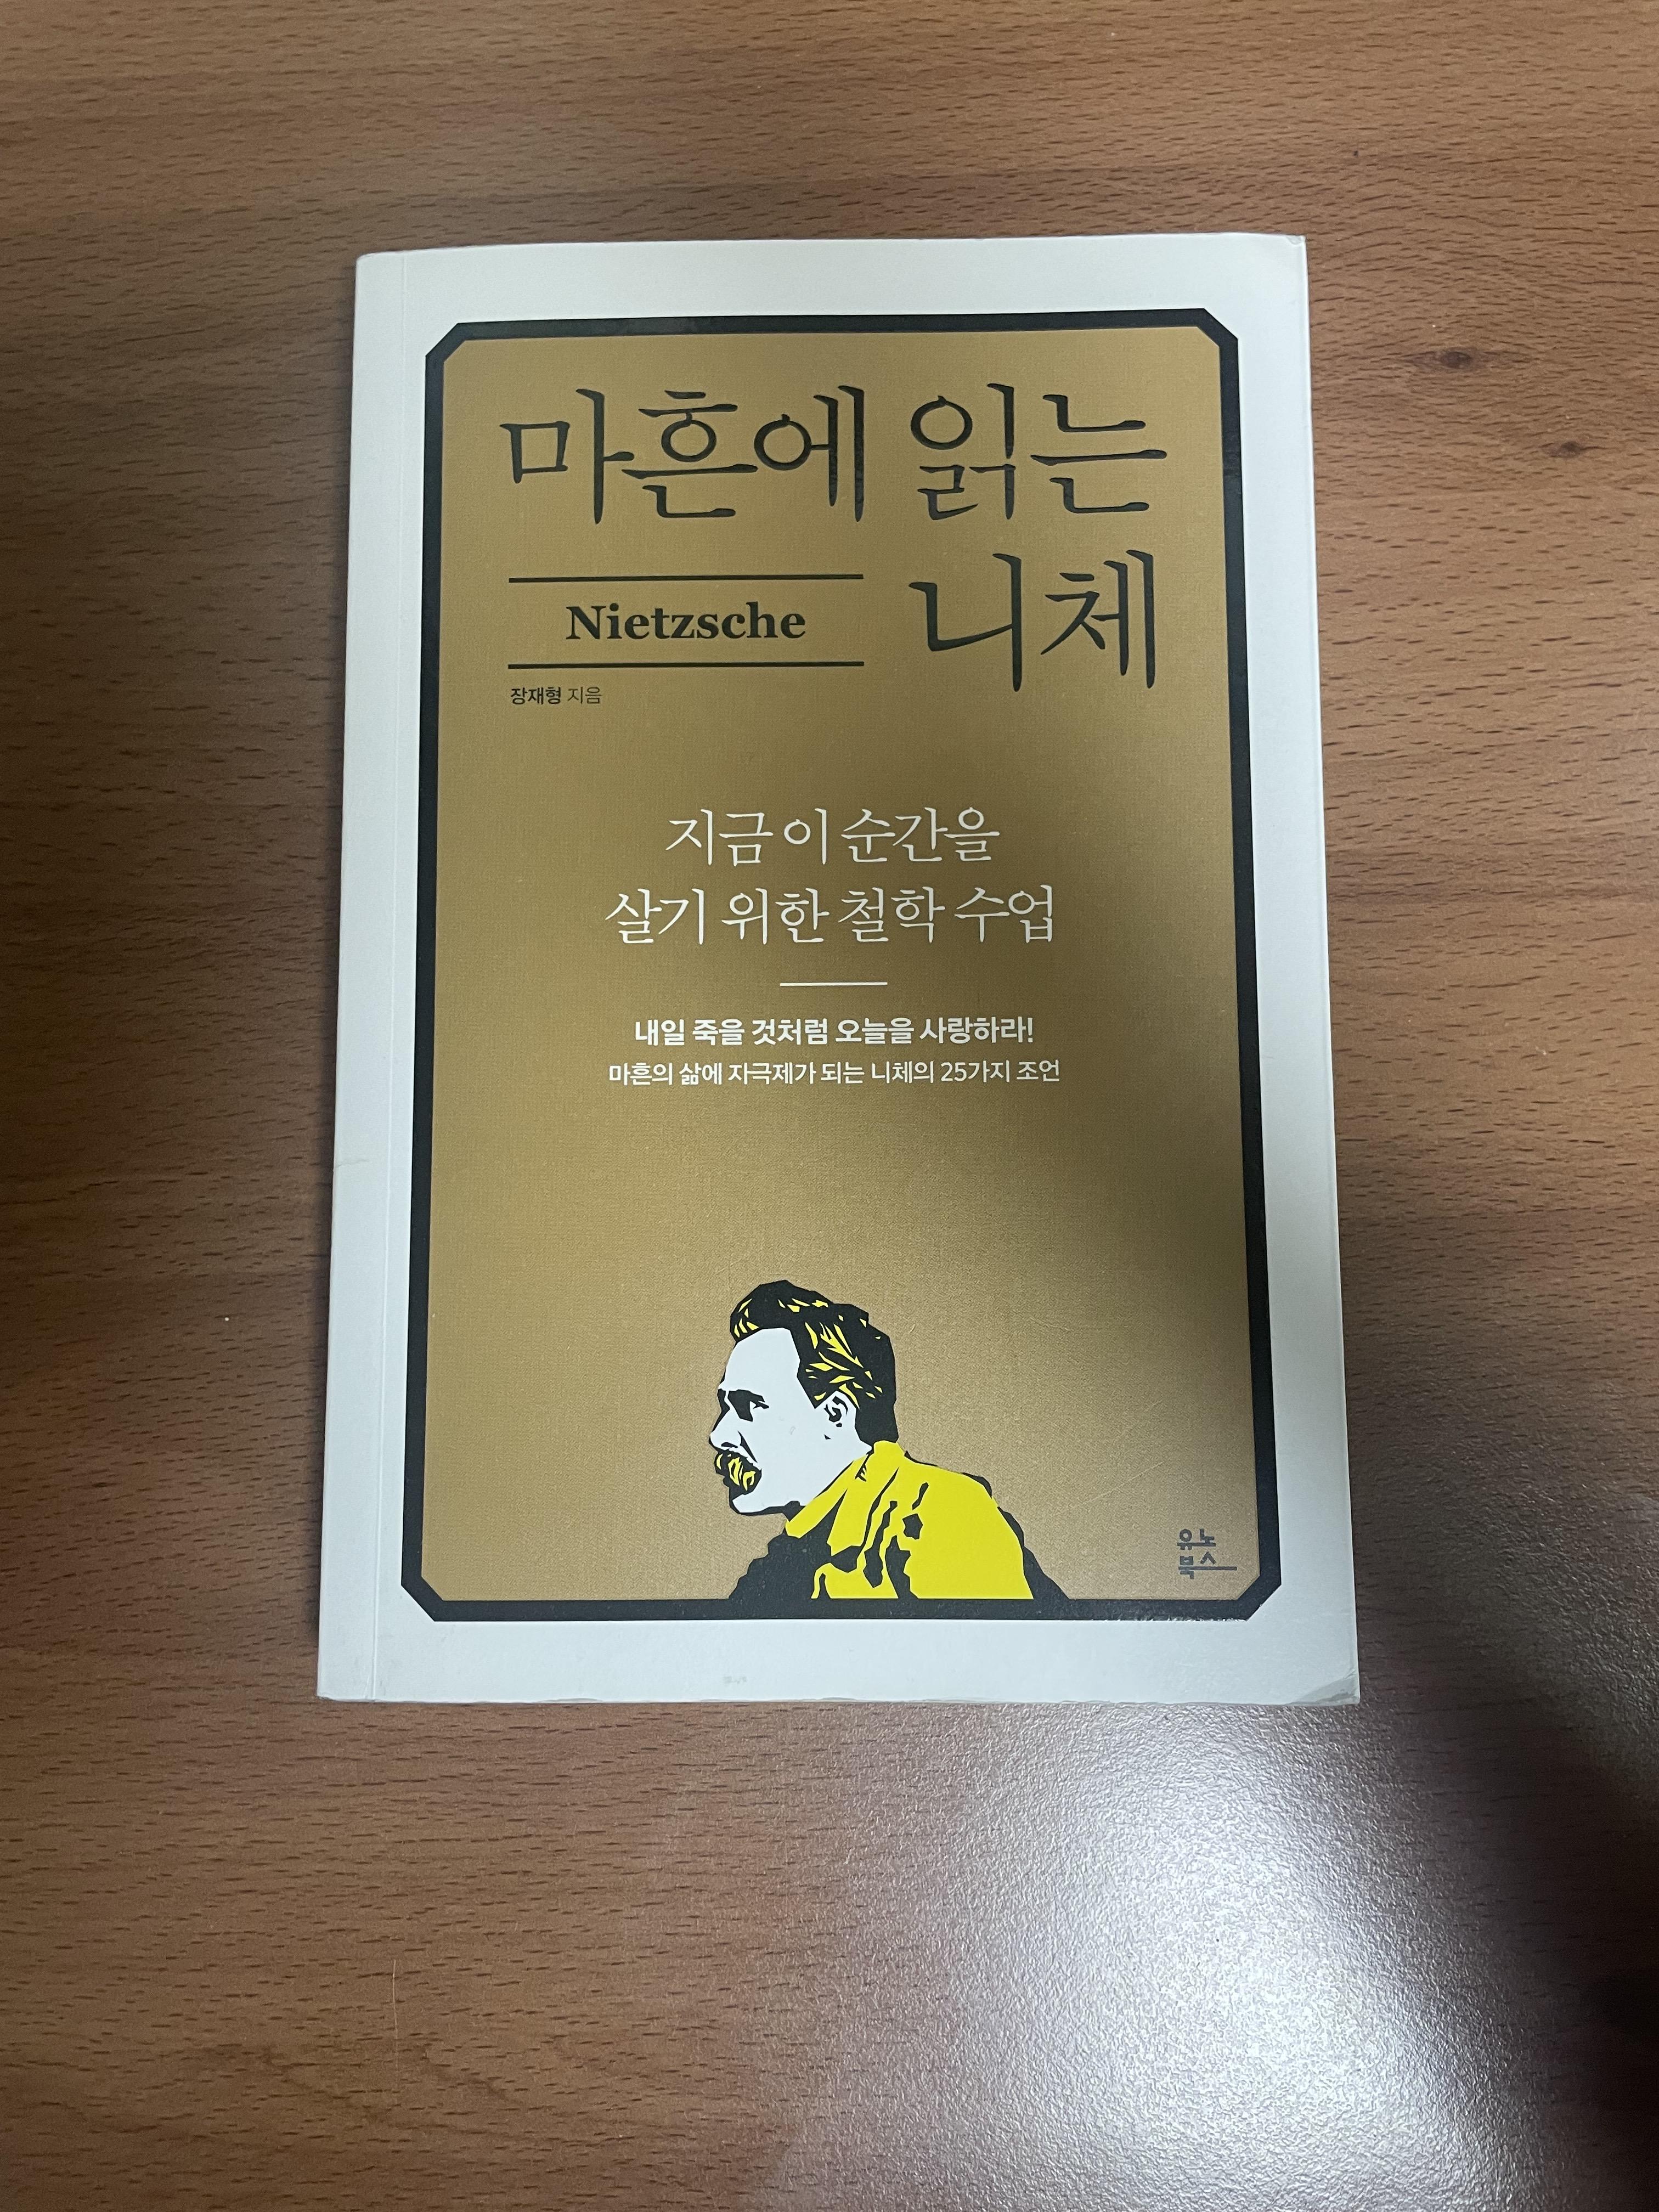 마흔에 읽는
니체
Nietzsche
장재형 지음
지금 이 순간을
살기 위한 철학 수업
내일 죽을 것처럼 오늘을 사랑하라!
마흔의 삶에 자극제가 되는 니체의 25가지 조언
유노
북스